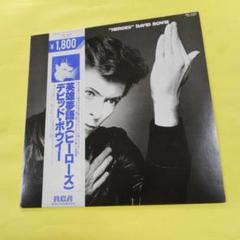 "HEROES" DAVID BOWIE
¥1,800
英雄夢語り(ヒーローズ)
デビッド・ボウイー
RCA